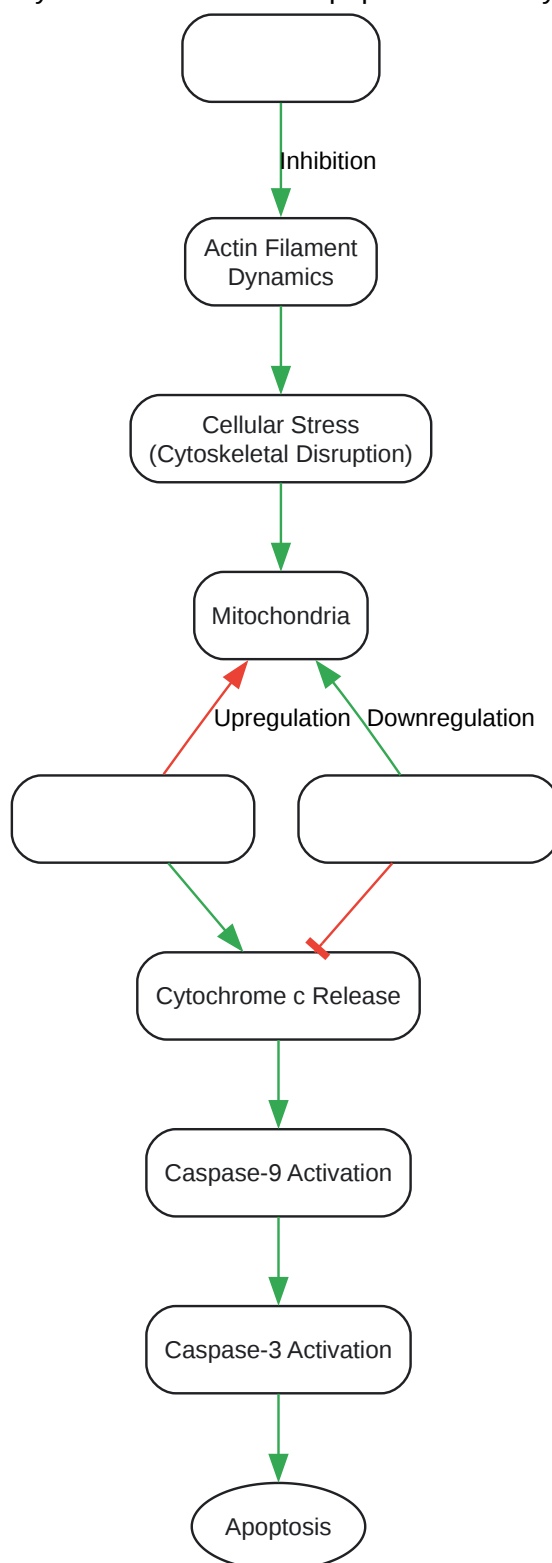 Inhibition
Actin Filament
Dynamics
Cellular Stress
(Cytoskeletal Disruption)
Mitochondria
Upregulation
Downregulation
Cytochrome c Release
Caspase-9 Activation
Caspase-3 Activation
Apoptosis